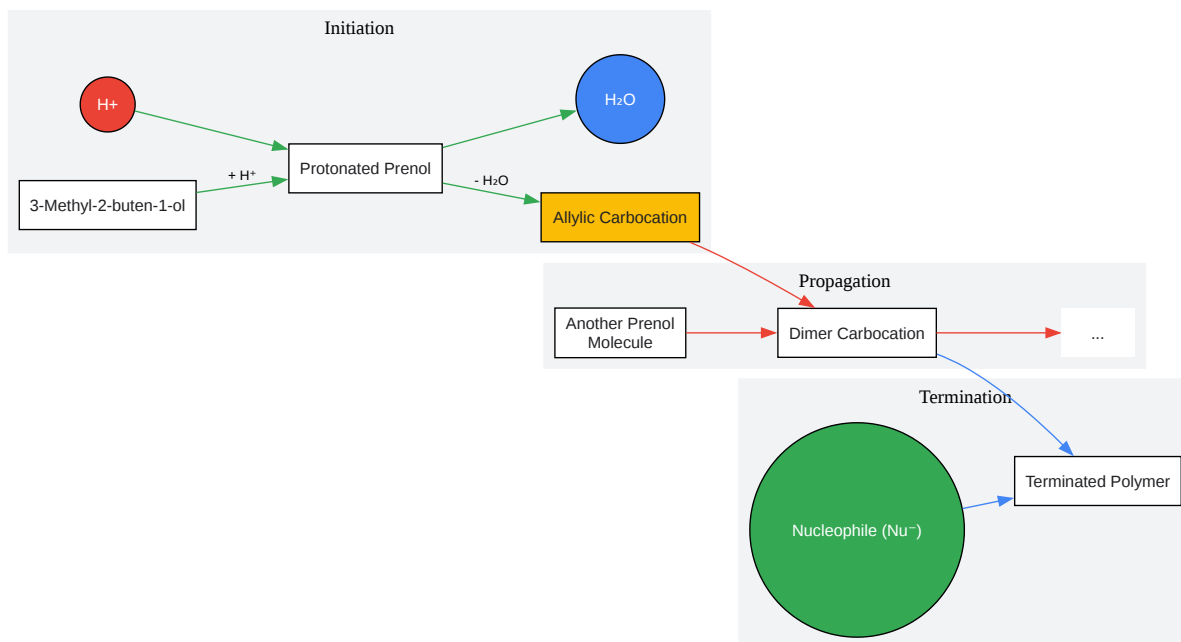 Initiation
H+
H₂O
Protonated Prenol
+ H⁺
- H₂O
3-Methyl-2-buten-1-ol
Allylic Carbocation
Propagation
Another Prenol
Molecule
Dimer Carbocation
...
Termination
Terminated Polymer
Nucleophile (Nu⁻)